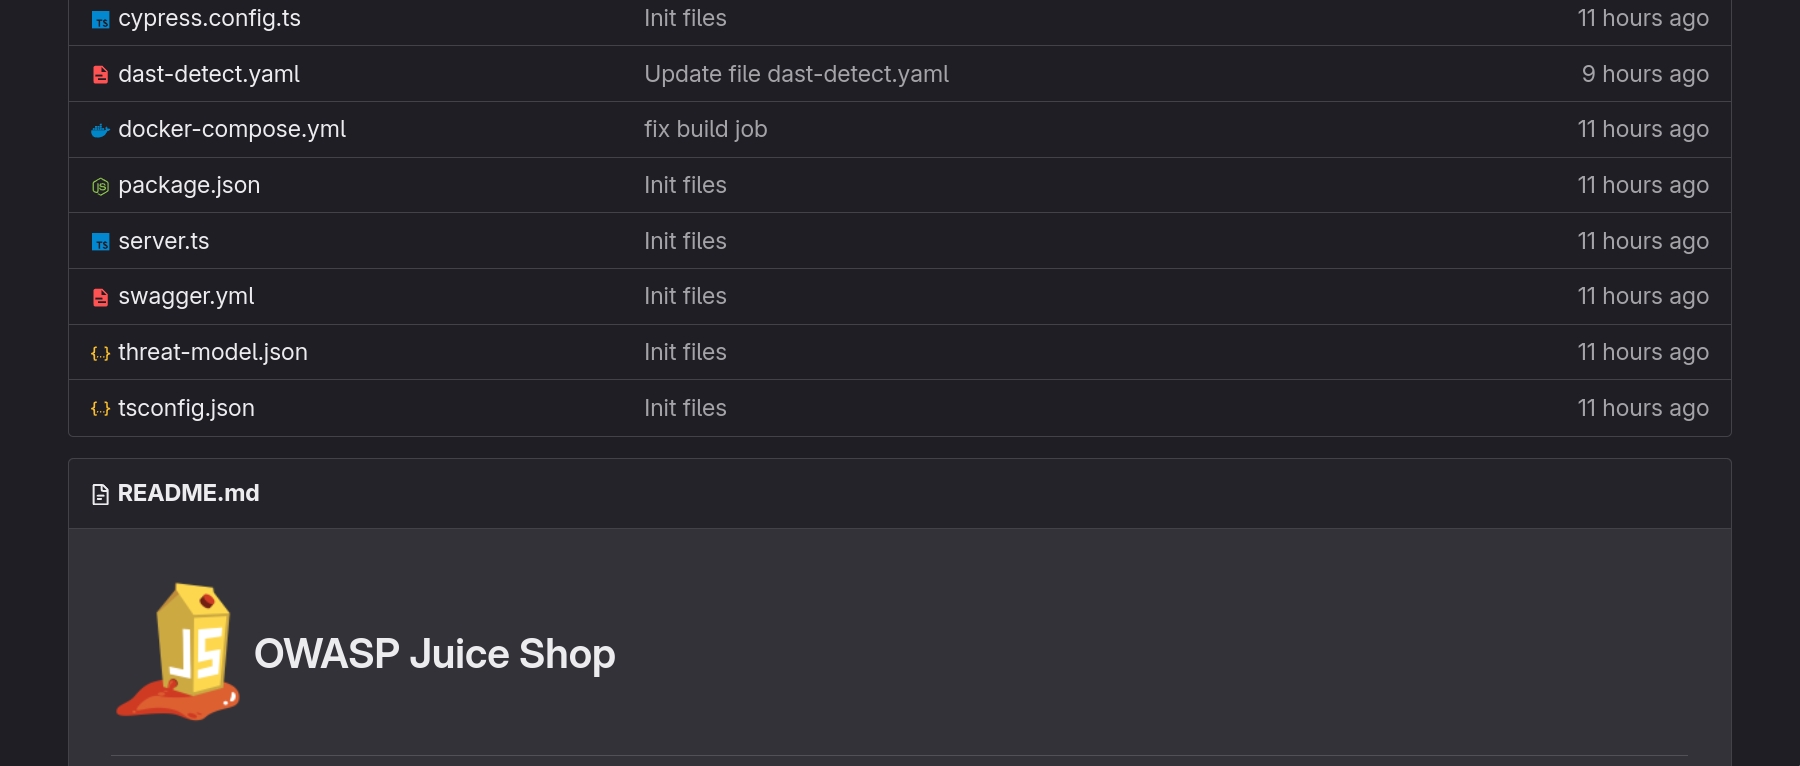 cypress.config.ts Init files 11 hours ago
dast-detect.yaml Update file dast-detect.yaml 9 hours ago
docker-compose.yml fix build job 11 hours ago
package.json Init files 11 hours ago
server.ts Init files 11 hours ago
swagger.yml Init files 11 hours ago
threat-model.json Init files 11 hours ago
tsconfig.json Init files 11 hours ago
README.md
JS
OWASP Juice Shop